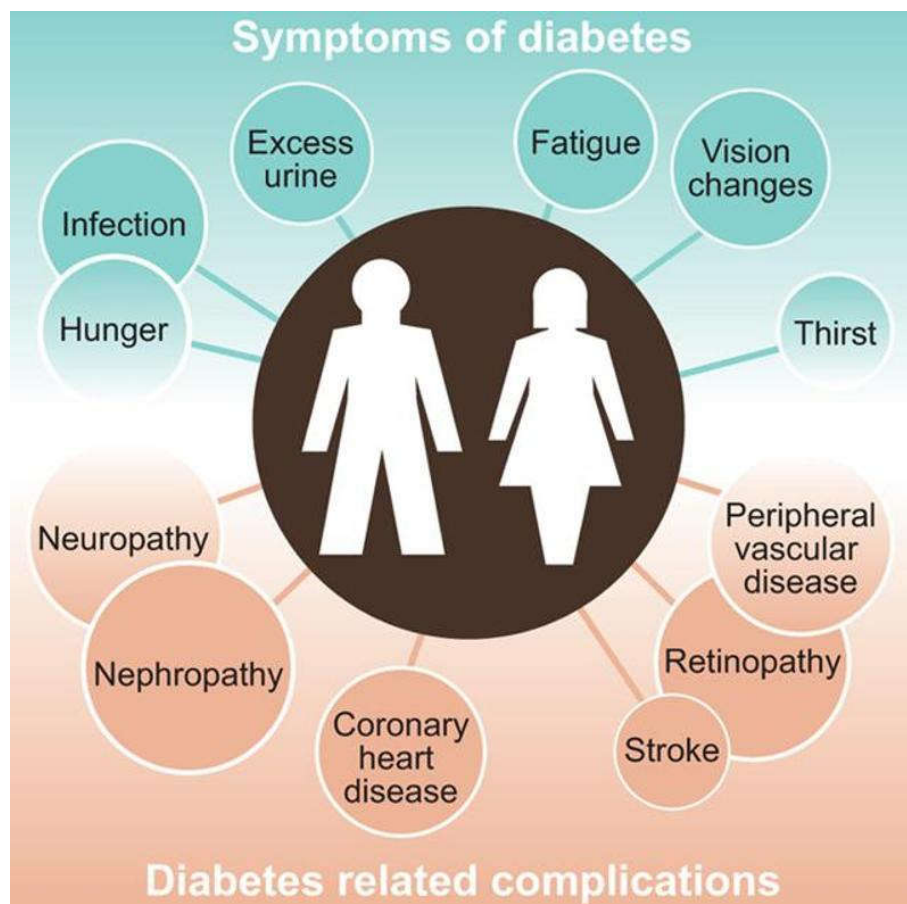 Symptoms of diabetes
Excess
urine
Fatigue
Vision
changes
Infection
Hunger
Thirst
Neuropathy
Peripheral
vascular
disease
Nephropathy
Retinopathy
Coronary
heart
disease
Stroke
Diabetes related complications